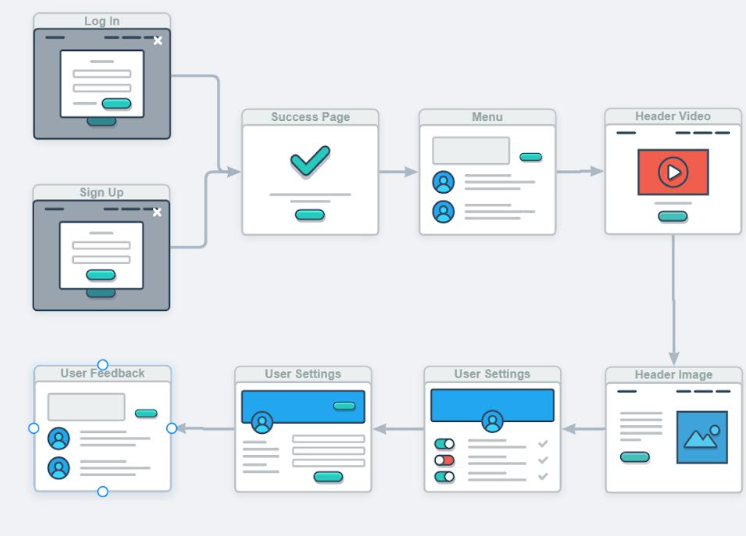 Log In
Sign Up
Success Page
Menu
Header Video
Header Image
User Settings
User Settings
User Feedback